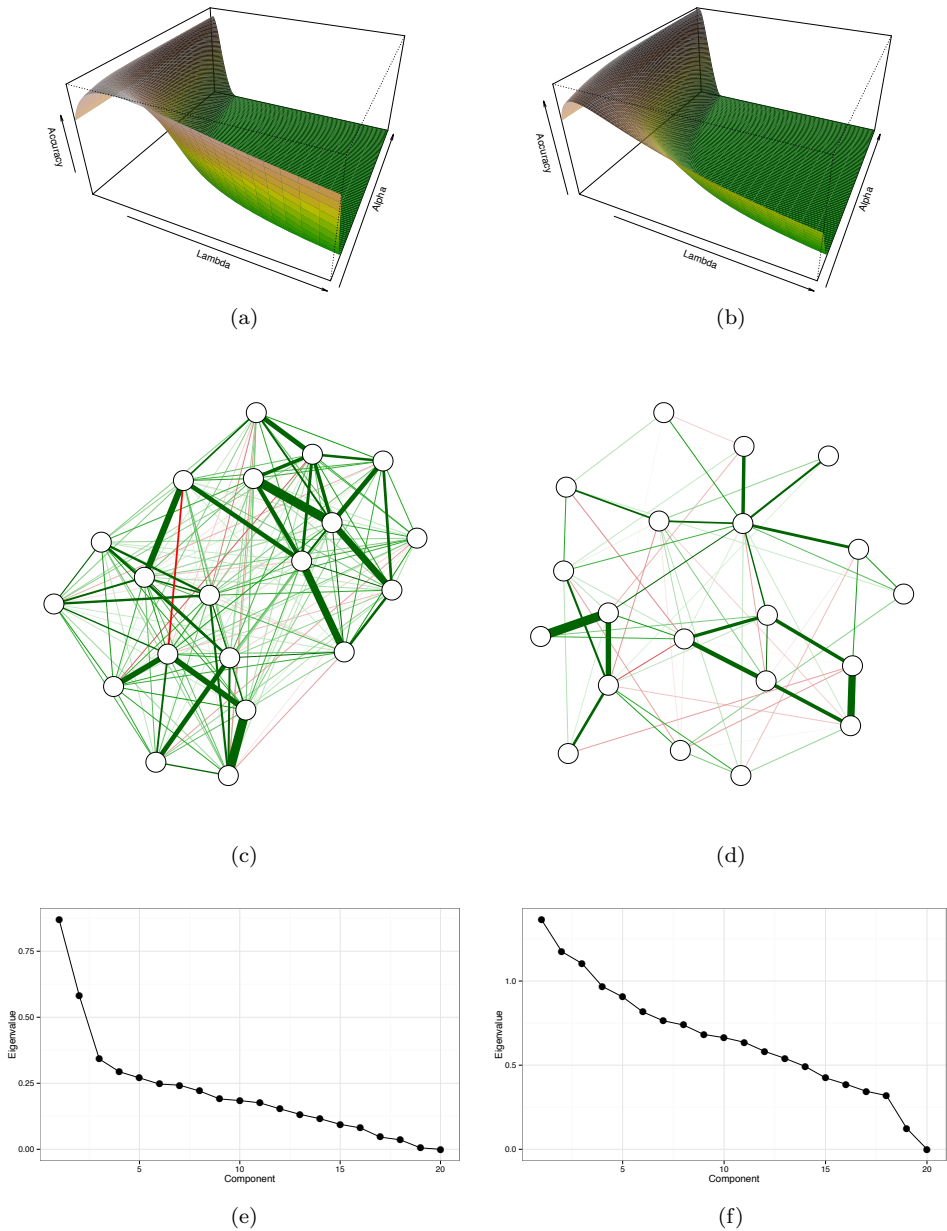 Accuracy
Lambda
Alpha
(a)
Accuracy
Lambda
Alpha
(b)
(c)
(d)
Eigenvalue
0.75
0.50
0.25
0.00
5
10
15
20
Component
(e)
Eigenvalue
1.0
0.5
0.0
5
10
15
20
Component
(f)